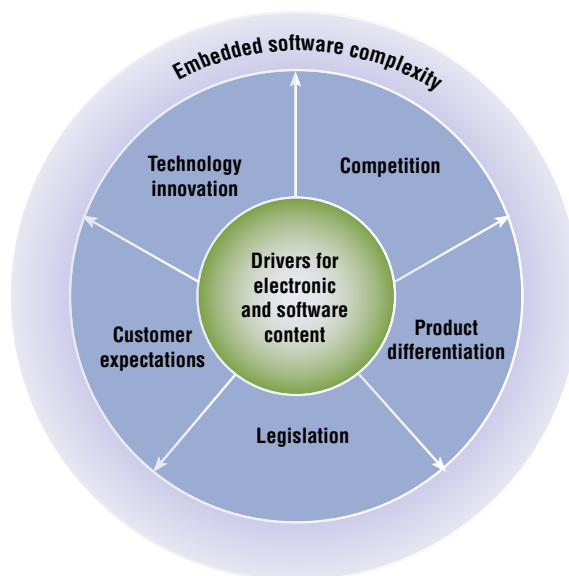 Embedded software complexity
Technology
innovation
Competition
Drivers for
electronic
and software
content
Customer
expectations
Product
differentiation
Legislation